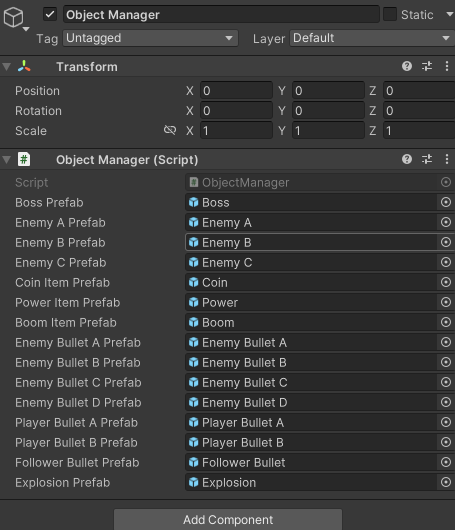 Object Manager Static
Tag Untagged Layer Default
Transform
Position X 0 Y 0 Z 0
Rotation X 0 Y 0 Z 0
Scale X 1 Y 1 Z 1
# Object Manager (Script)
Script # ObjectManager
Boss Prefab Boss
Enemy A Prefab Enemy A
Enemy B Prefab Enemy B
Enemy C Prefab Enemy C
Coin Item Prefab Coin
Power Item Prefab Power
Boom Item Prefab Boom
Enemy Bullet A Prefab Enemy Bullet A
Enemy Bullet B Prefab Enemy Bullet B
Enemy Bullet C Prefab Enemy Bullet C
Enemy Bullet D Prefab Enemy Bullet D
Player Bullet A Prefab Player Bullet A
Player Bullet B Prefab Player Bullet B
Follower Bullet Prefab Follower Bullet
Explosion Prefab Explosion
Add Component